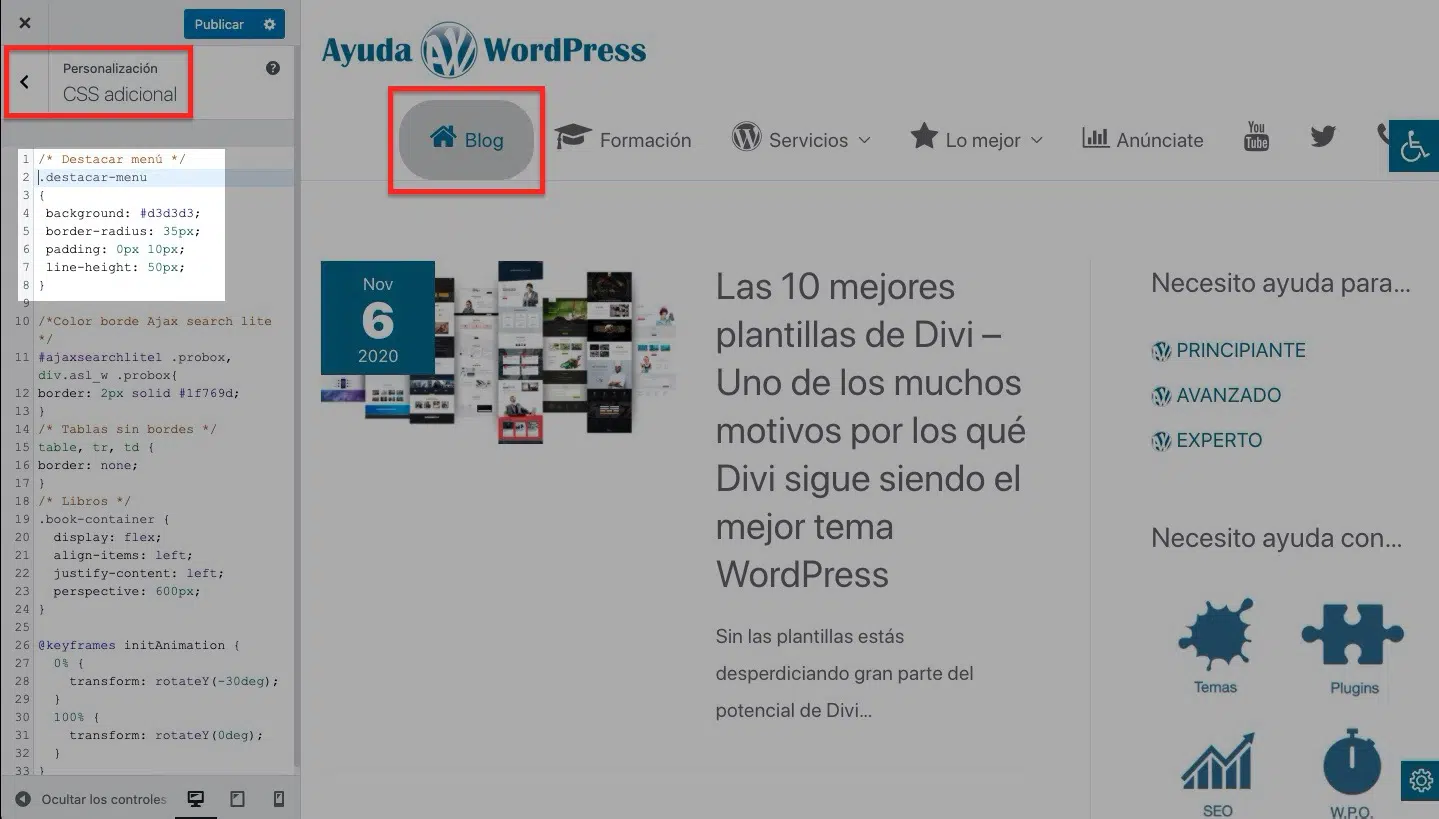 Publicar
Personalización
CSS adicional
1 /* Destacar menú */
2 .destacar-menu
3 {
4 background: #d3d3d3;
5 border-radius: 35px;
6 padding: 0px 10px;
7 line-height: 50px;
8 }
9
10 /*Color borde Ajax search lite
*/
11 #ajaxsearchlite1 .probox,
div.asl_w .probox{
12 border: 2px solid #1f769d;
13 }
14 /* Tablas sin bordes */
15 table, tr, td {
16 border: none;
17 }
18 /* Libros */
19 .book-container {
20 display: flex;
21 align-items: left;
22 justify-content: left;
23 perspective: 600px;
24 }
25
26 @keyframes initAnimation {
27 0% {
28 transform: rotateY(-30deg);
29 }
30 100% {
31 transform: rotateY(0deg);
32 }
33 }
Ocultar los controles
Ayuda WordPress
Blog
Formación
Servicios
Lo mejor
Anúnciate
You
Tube
Nov
6
2020
Las 10 mejores
plantillas de Divi –
Uno de los muchos
motivos por los qué
Divi sigue siendo el
mejor tema
WordPress
Sin las plantillas estás
desperdiciando gran parte del
potencial de Divi...
Necesito ayuda para...
PRINCIPIANTE
AVANZADO
EXPERTO
Necesito ayuda con...
Temas
Plugins
SEO
W.P.O.